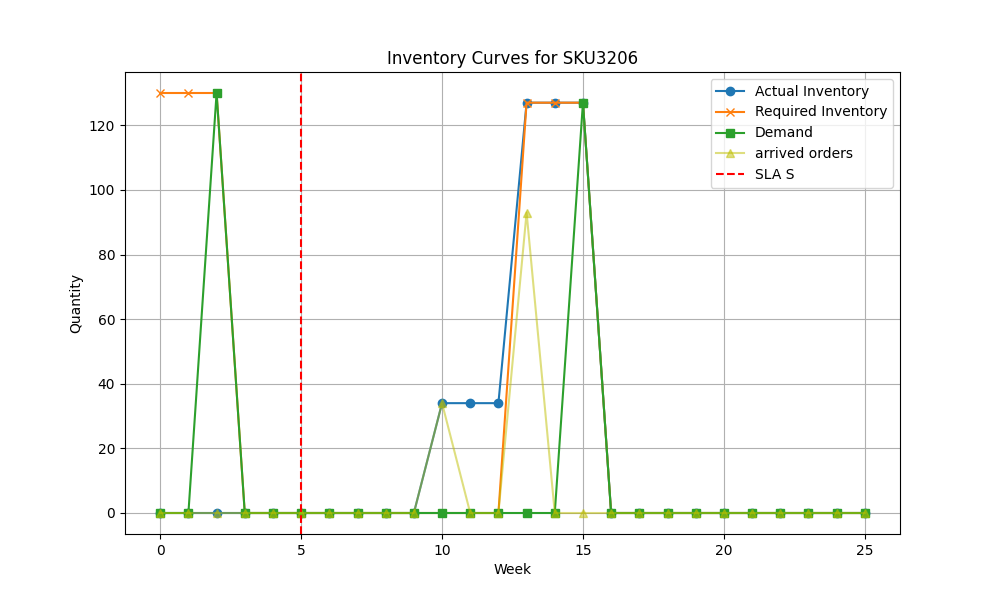 Inventory Curves for SKU3206
Actual Inventory
Required Inventory
Demand
arrived orders
SLA S
Quantity
120
100
80
60
40
20
0
0 5 10 15 20 25
Week